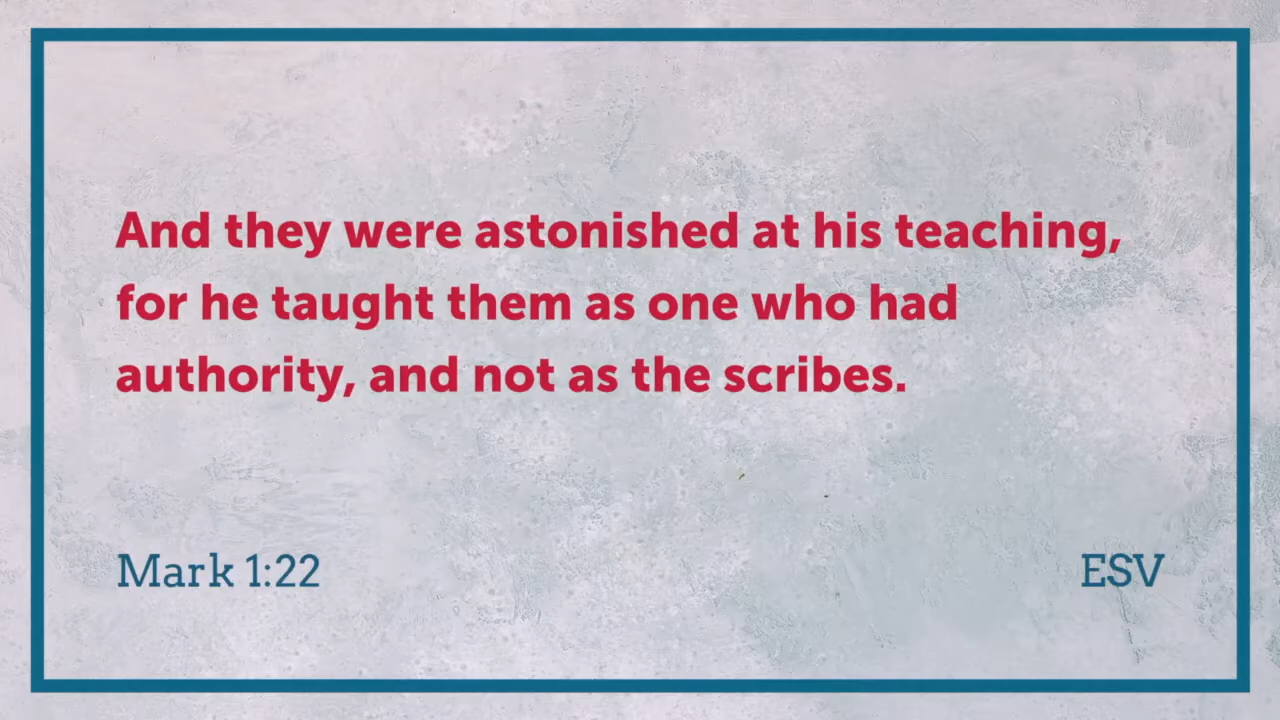 And they were astonished at his teaching,
for he taught them as one who had
authority, and not as the scribes.
Mark 1:22
ESV